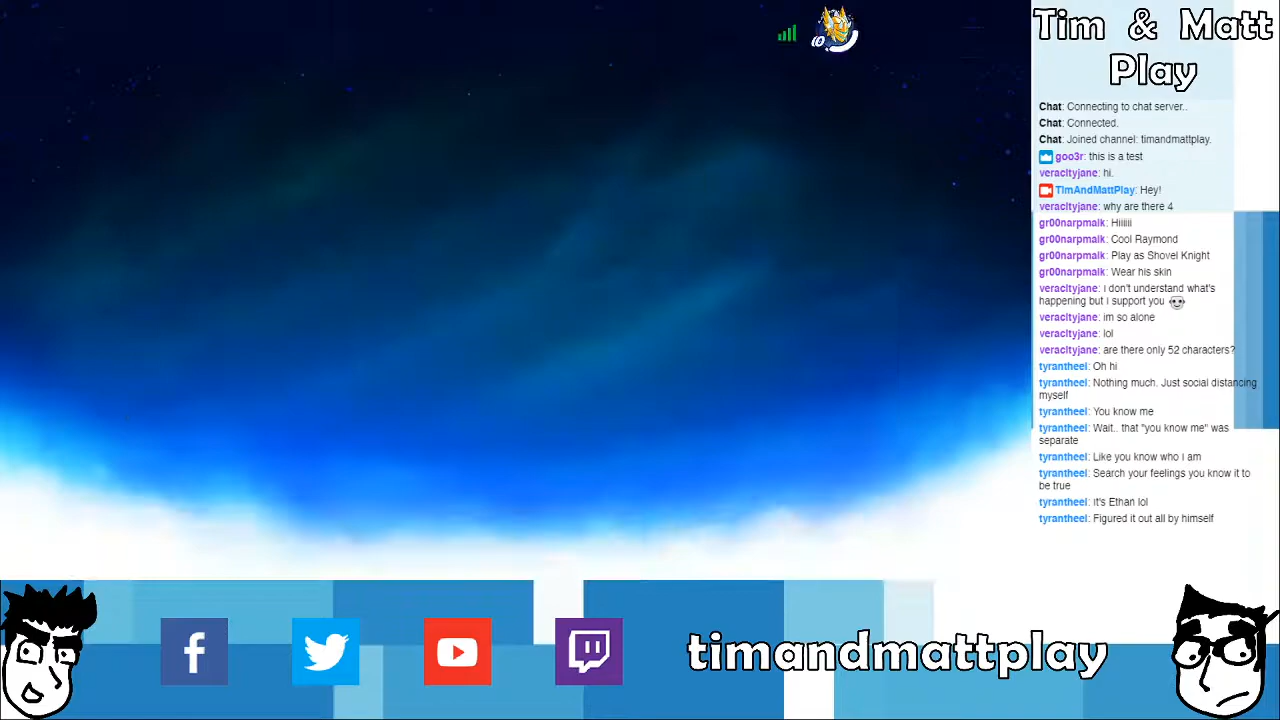 Tim & Matt
Play
Chat: Connecting to chat server..
Chat: Connected.
Chat: Joined channel: timandmattplay.
goo3r: this is a test
veracityjane: hi.
TimAndMattPlay: Hey!
veracityjane: why are there 4
gr00narpmalk: Hiiiiii
gr00narpmalk: Cool Raymond
gr00narpmalk: Play as Shovel Knight
gr00narpmalk: Wear his skin
veracityjane: i don't understand what's
happening but i support you
veracityjane: im so alone
veracityjane: lol
veracityjane: are there only 52 characters?
tyrantheel: Oh hi
tyrantheel: Nothing much. Just social distancing
myself
tyrantheel: You know me
tyrantheel: Wait.. that "you know me" was
separate
tyrantheel: Like you know who i am
tyrantheel: Search your feelings you know it to
be true
tyrantheel: It's Ethan lol
tyrantheel: Figured it out all by himself
timandmattplay